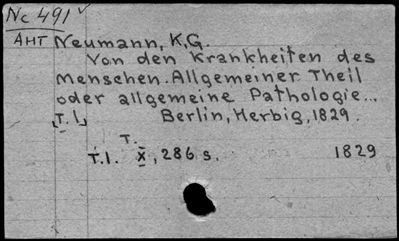 Nc 491
AHT Neumann, K.G.
Von den Krankheiten des
Menschen. Allgemeiner Theil
oder allgemeine Pathologie...
[T.1] Berlin, Herbig, 1829.
T.
T.1. X, 286 s. 1829